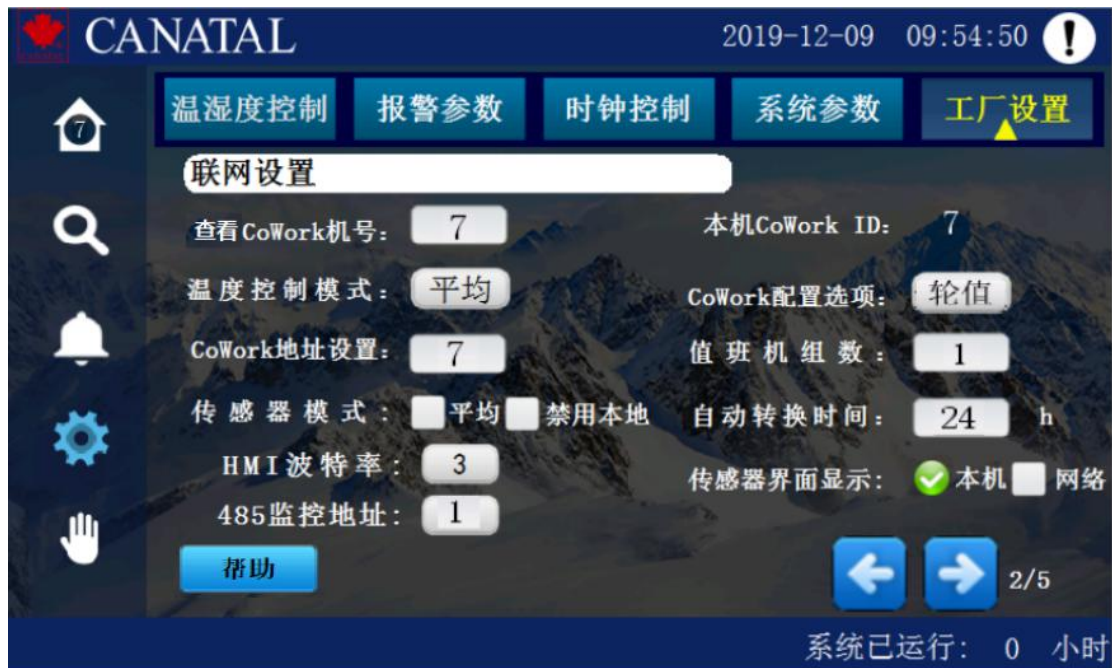 CANATAL 2019-12-09 09:54:50
CANATAL
温湿度控制 报警参数 时钟控制 系统参数 工厂设置
7
联网设置
查看CoWork机号: 7 本机CoWork ID: 7
温度控制模式: 平均 CoWork配置选项: 轮值
CoWork地址设置: 7 值班机组数: 1
传感器模式: 平均 禁用本地 自动转换时间: 24 h
HMI波特率: 3 传感器界面显示: 本机 网络
485监控地址: 1
帮助 2/5
系统已运行: 0 小时